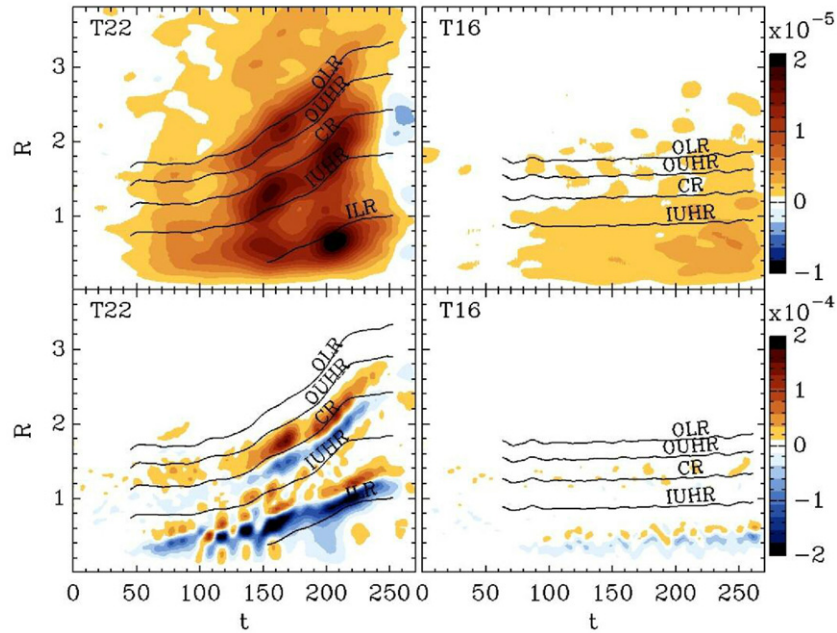 T22
T16
x10⁻⁵
3
2
1
R
OLR
OUHR
CR
IUHR
ILR
OLR
OUHR
CR
IUHR
2
1
0
-1
T22
T16
x10⁻⁴
3
2
1
R
OLR
OUHR
CR
IUHR
ILR
OLR
OUHR
CR
IUHR
2
1
0
-1
-2
0 50 100 150 200 250 0 50 100 150 200 250
t t